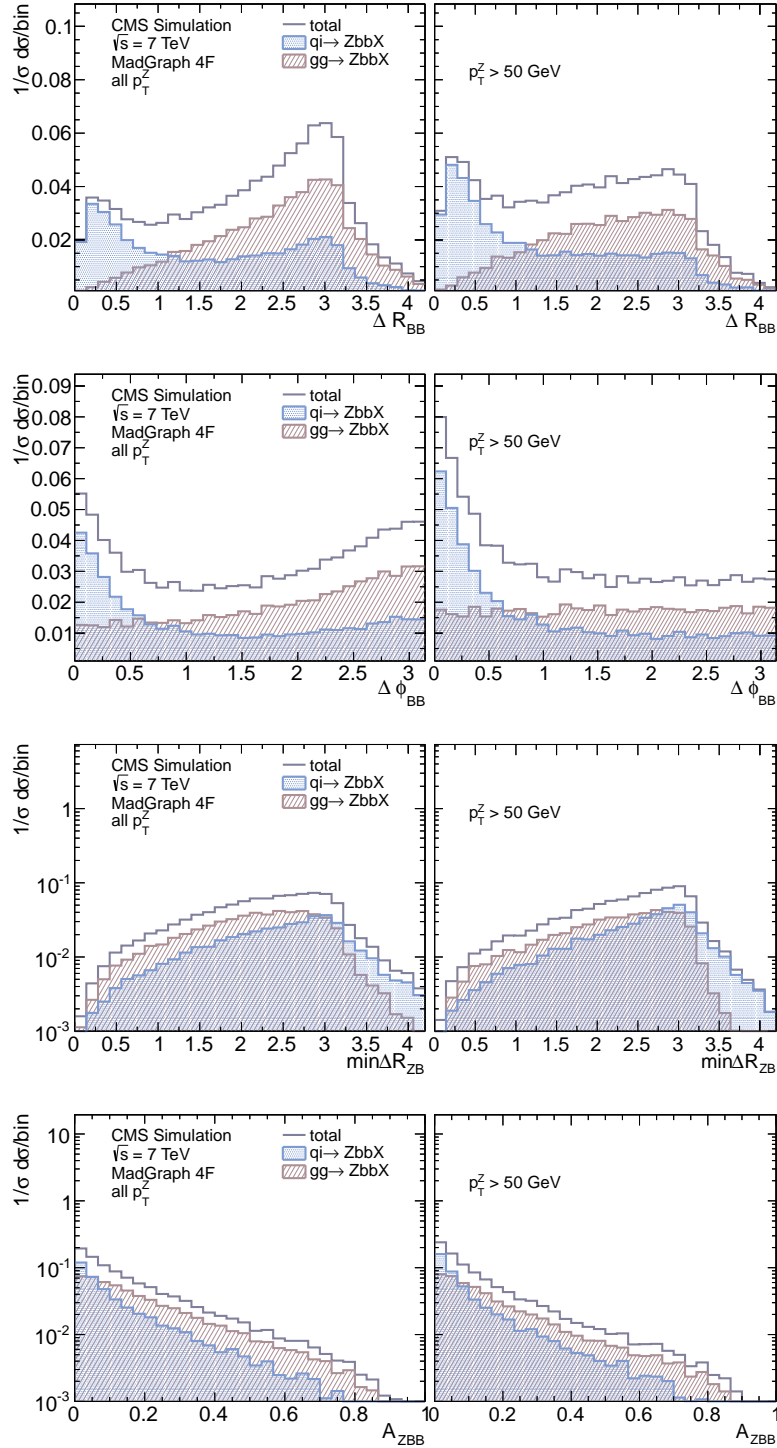 1/σ dσ/bin
0.1
0.08
0.06
0.04
0.02
CMS Simulation
√s = 7 TeV
MadGraph 4F
all p_T^Z
total
qi→ ZbbX
gg→ ZbbX
p_T^Z > 50 GeV
0 0.5 1 1.5 2 2.5 3 3.5 4
Δ R_BB
0 0.5 1 1.5 2 2.5 3 3.5 4
Δ R_BB
1/σ dσ/bin
0.09
0.08
0.07
0.06
0.05
0.04
0.03
0.02
0.01
CMS Simulation
√s = 7 TeV
MadGraph 4F
all p_T^Z
total
qi→ ZbbX
gg→ ZbbX
p_T^Z > 50 GeV
0 0.5 1 1.5 2 2.5 3
Δ ϕ_BB
0 0.5 1 1.5 2 2.5 3
Δ ϕ_BB
1/σ dσ/bin
1
10^-1
10^-2
10^-3
CMS Simulation
√s = 7 TeV
MadGraph 4F
all p_T^Z
total
qi→ ZbbX
gg→ ZbbX
p_T^Z > 50 GeV
0 0.5 1 1.5 2 2.5 3 3.5 4
minΔR_ZB
0 0.5 1 1.5 2 2.5 3 3.5 4
minΔR_ZB
1/σ dσ/bin
10
1
10^-1
10^-2
10^-3
CMS Simulation
√s = 7 TeV
MadGraph 4F
all p_T^Z
total
qi→ ZbbX
gg→ ZbbX
p_T^Z > 50 GeV
0 0.2 0.4 0.6 0.8 1
A_ZBB
0 0.2 0.4 0.6 0.8 1
A_ZBB